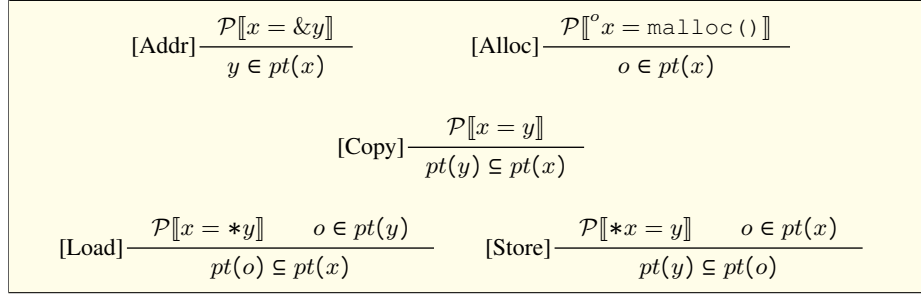 [Addr] 𝒫⟦x = &y⟧ [Alloc] 𝒫⟦ᵒx = malloc()⟧
y ∈ pt(x) o ∈ pt(x)
[Copy] 𝒫⟦x = y⟧
pt(y) ⊆ pt(x)
[Load] 𝒫⟦x = *y⟧ o ∈ pt(y) [Store] 𝒫⟦*x = y⟧ o ∈ pt(x)
pt(o) ⊆ pt(x) pt(y) ⊆ pt(o)